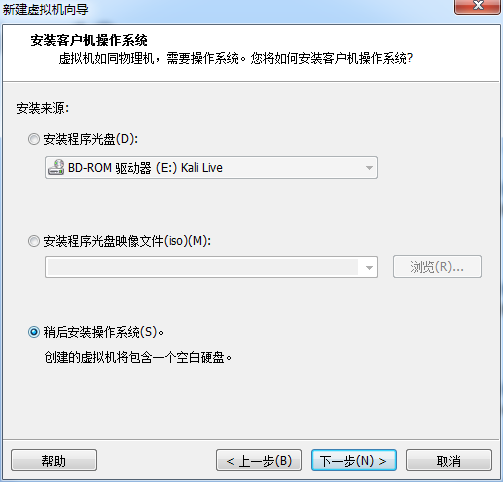 新建虚拟机向导
安装客户机操作系统
虚拟机如同物理机，需要操作系统。您将如何安装客户机操作系统?
安装来源:
安装程序光盘(D):
BD-ROM 驱动器 (E:) Kali Live
安装程序光盘映像文件(iso)(M):
浏览(R)...
稍后安装操作系统(S)。
创建的虚拟机将包含一个空白硬盘。
帮助
< 上一步(B)
下一步(N) >
取消